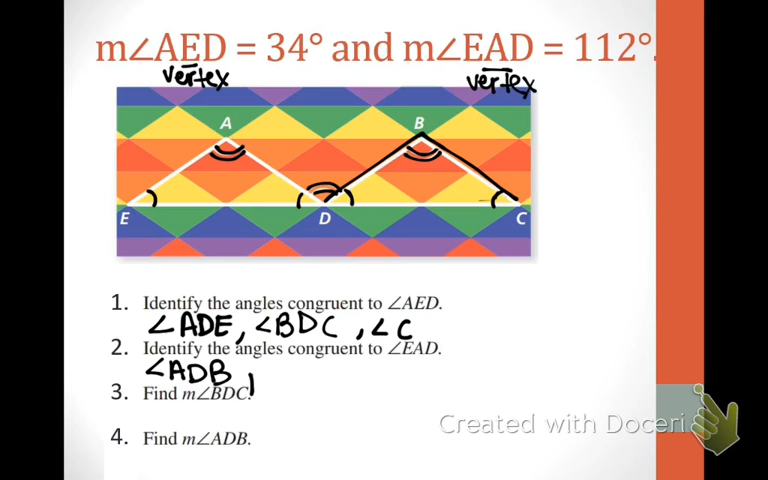 m∠AED = 34° and m∠EAD = 112°.
vertex vertex
A B
E D C
1. Identify the angles congruent to ∠AED.
∠ADE, ∠BDC, ∠C
2. Identify the angles congruent to ∠EAD.
∠ADB,
3. Find m∠BDC.
Created with Doceri
4. Find m∠ADB.